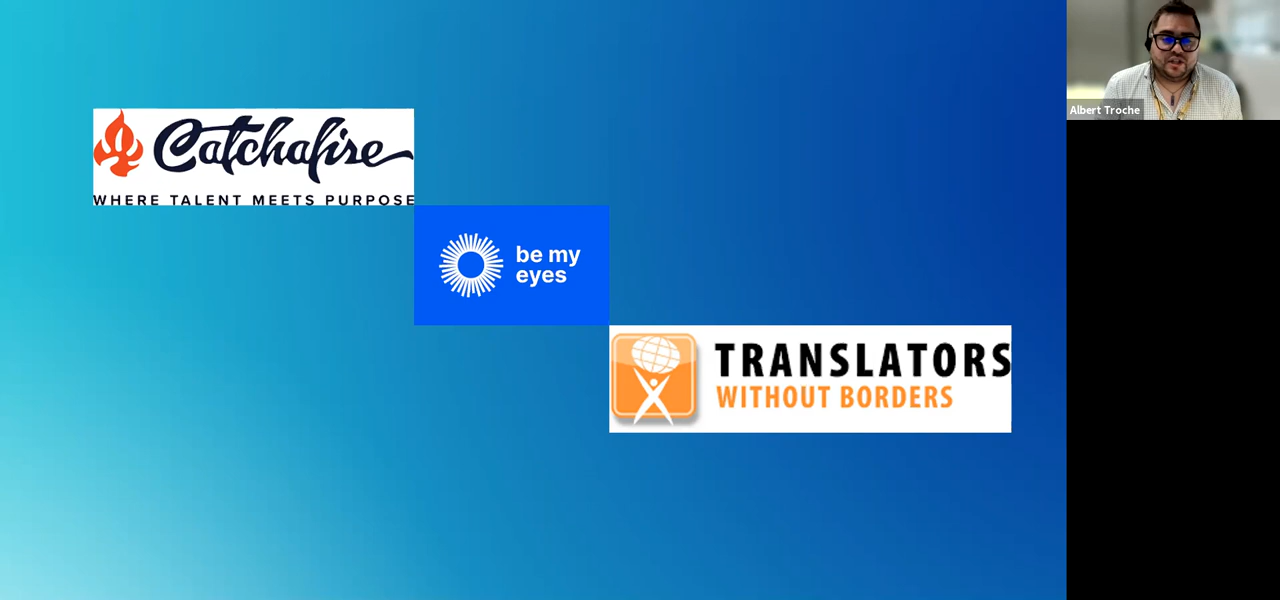 Catchafire
WHERE TALENT MEETS PURPOSE
be my
eyes
TRANSLATORS
WITHOUT BORDERS
Albert Troche